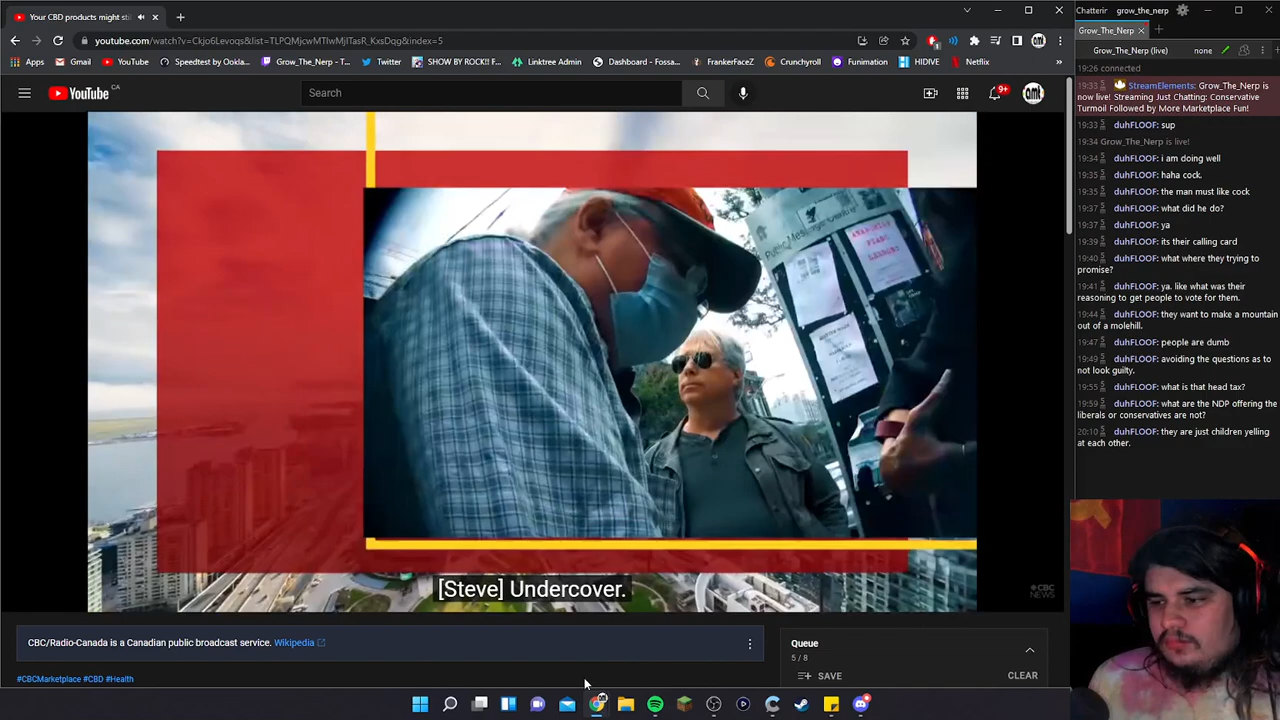 Your CBD products might stil
youtube.com/watch?v=Ckjo6Levoqs&list=TLPQMjcwMTIwMjITasR_KxsDqg&index=5
Apps
Gmail
YouTube
Speedtest by Ookla...
Grow_The_Nerp - T...
Twitter
SHOW BY ROCK!! F...
Linktree Admin
Dashboard - Fossa...
FrankerFaceZ
Crunchyroll
Funimation
HIDIVE
Netflix
YouTube CA
Search
9+
amt
[Steve] Undercover.
CBC
NEWS
CBC/Radio-Canada is a Canadian public broadcast service. Wikipedia
#CBCMarketplace #CBD #Health
Queue
5 / 8
SAVE
CLEAR
Chatterir
grow_the_nerp
Grow_The_Nerp
Grow_The_Nerp (live)
none
19:26 connected
19:33 StreamElements: Grow_The_Nerp is
now live! Streaming Just Chatting: Conservative
Turmoil Followed by More Marketplace Fun!
19:33 duhFLOOF: sup
19:34 Grow_The_Nerp is live!
19:34 duhFLOOF: i am doing well
19:35 duhFLOOF: haha cock.
19:35 duhFLOOF: the man must like cock
19:37 duhFLOOF: what did he do?
19:37 duhFLOOF: ya
19:39 duhFLOOF: its their calling card
19:40 duhFLOOF: what where they trying to
promise?
19:41 duhFLOOF: ya. like what was their
reasoning to get people to vote for them.
19:44 duhFLOOF: they want to make a mountain
out of a molehill.
19:47 duhFLOOF: people are dumb
19:49 duhFLOOF: avoiding the questions as to
not look guilty.
19:55 duhFLOOF: what is that head tax?
19:59 duhFLOOF: what are the NDP offering the
liberals or conservatives are not?
20:10 duhFLOOF: they are just children yelling
at each other.